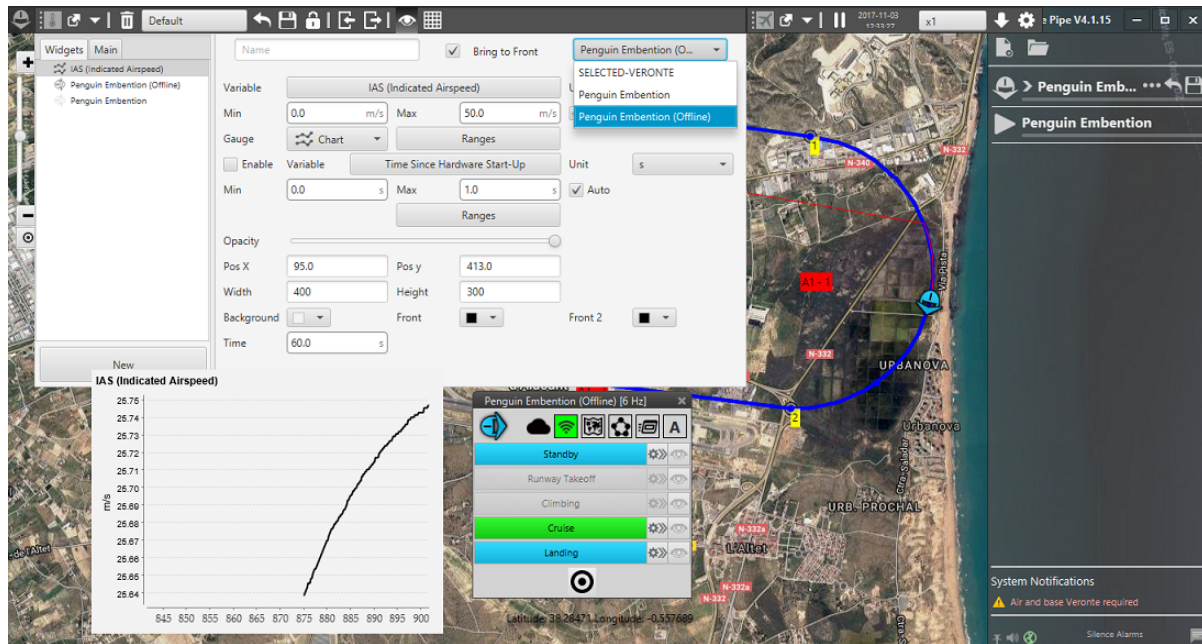 Default
2017-11-03
x1
e Pipe V4.1.15
Widgets
Main
IAS (Indicated Airspeed)
Penguin Embention (Offline)
Penguin Embention
New
Name
Bring to Front
Penguin Embention (O...
SELECTED-VERONTE
Penguin Embention
Penguin Embention (Offline)
Variable
IAS (Indicated Airspeed)
Min
0.0
m/s
Max
50.0
m/s
Gauge
Chart
Ranges
Enable
Variable
Time Since Hardware Start-Up
Unit
s
Min
0.0
s
Max
1.0
s
Auto
Ranges
Opacity
Pos X
95.0
Pos y
413.0
Width
400
Height
300
Background
Front
Front 2
Time
60.0
s
Penguin Emb...
Penguin Embention
1
N-340
N-332
A1 - 1
Via Pista
N-332
URBANOVA
2
Urbanova
Ctra-Saladar
URB. PROCHAL
N-332a
L'Altet
N-332a
N-332
de l'Altet
IAS (Indicated Airspeed)
m/s
25.75
25.73
25.72
25.70
25.69
25.68
25.66
25.65
25.64
845 850 855 860 865 870 875 880 885 890 895 900
Penguin Embention (Offline) [6 Hz]
A
Standby
Runway Takeoff
Climbing
Cruise
Landing
Latitude: 38.28471 Longitude: -0.557689
System Notifications
Air and base Veronte required
Silence Alarms